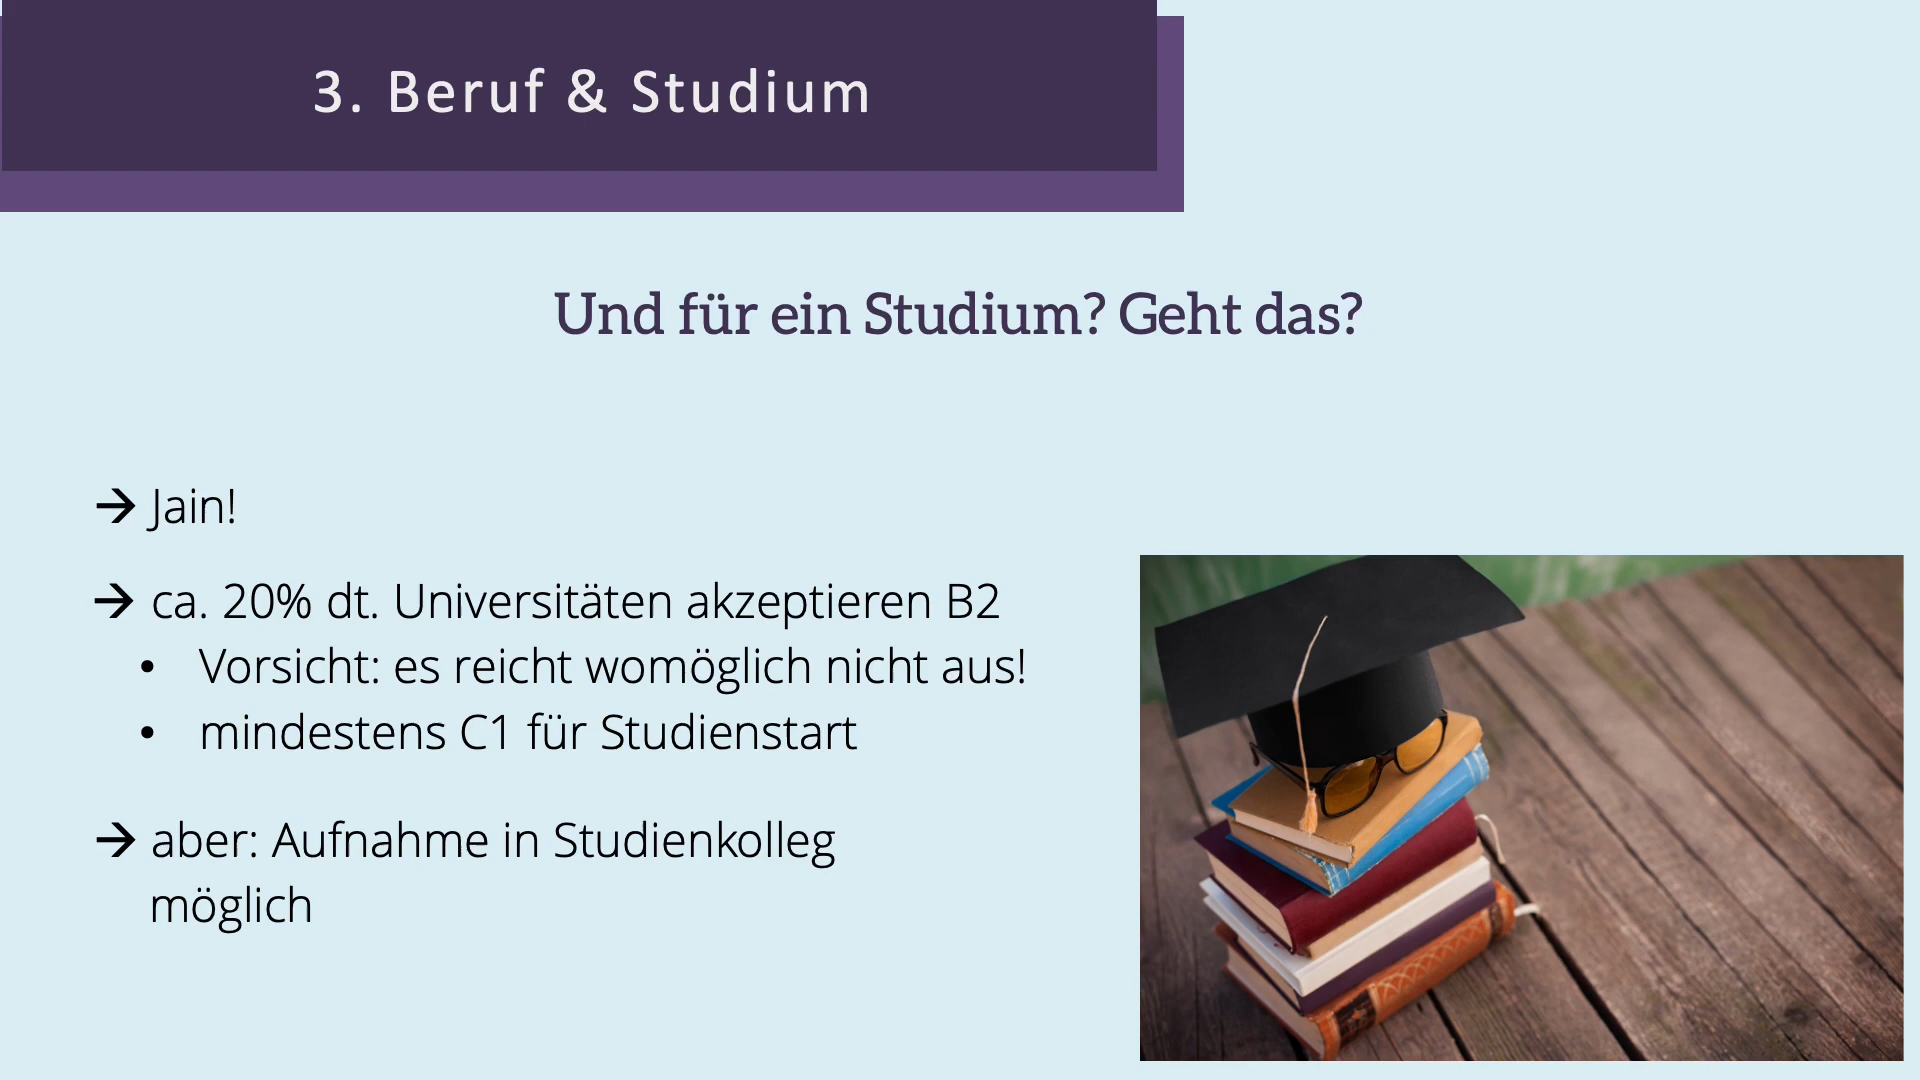 3. Beruf & Studium
Und für ein Studium? Geht das?
→ Jain!
→ ca. 20% dt. Universitäten akzeptieren B2
• Vorsicht: es reicht womöglich nicht aus!
• mindestens C1 für Studienstart
→ aber: Aufnahme in Studienkolleg
möglich